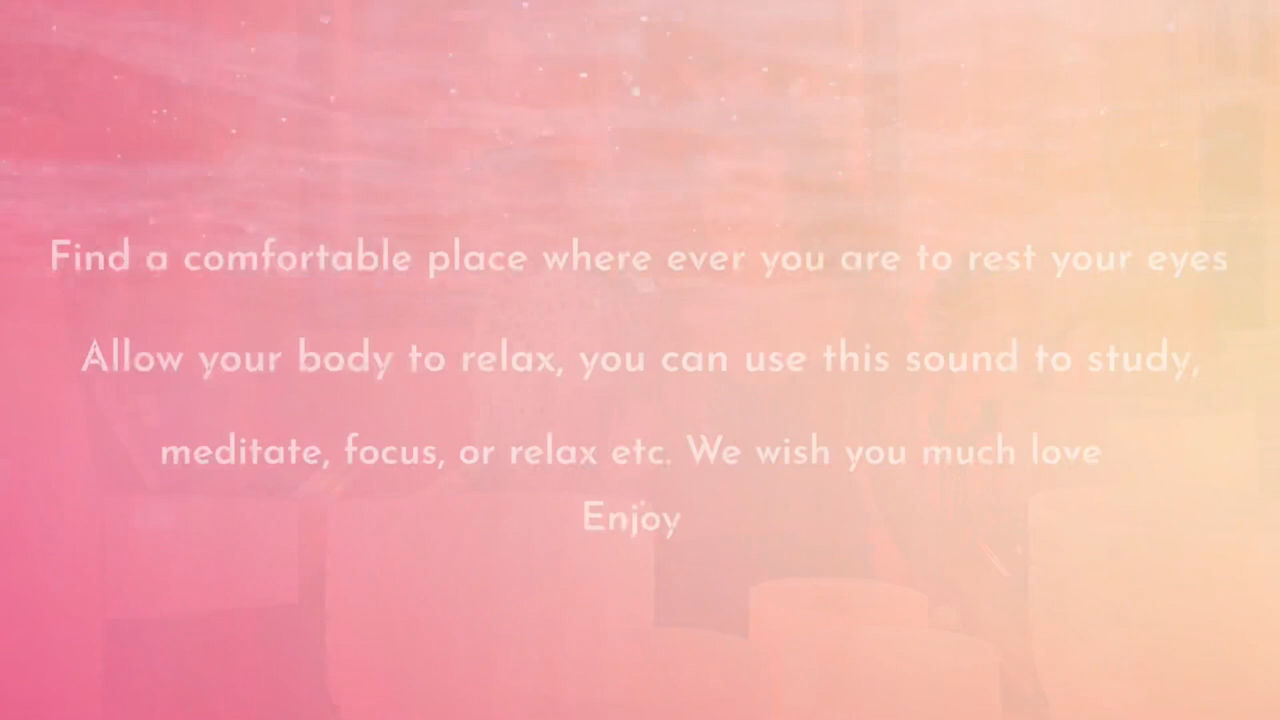 Find a comfortable place where ever you are to rest your eyes
Allow your body to relax, you can use this sound to study,
meditate, focus, or relax etc. We wish you much love
Enjoy